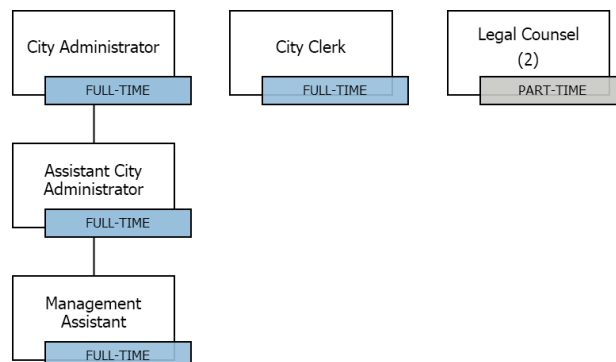 City Administrator
FULL-TIME
City Clerk
FULL-TIME
Legal Counsel
(2)
PART-TIME
Assistant City
Administrator
FULL-TIME
Management
Assistant
FULL-TIME